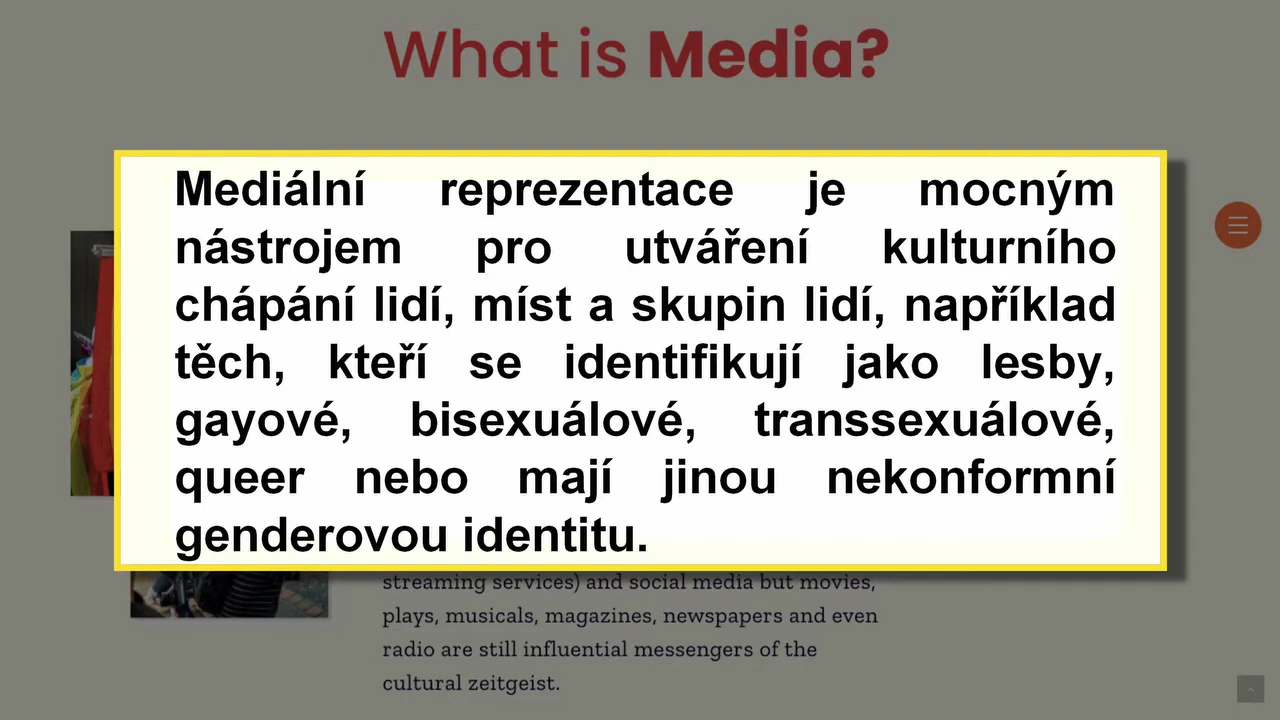 What is Media?
Mediální reprezentace je mocným
nástrojem pro utváření kulturního
chápání lidí, míst a skupin lidí, například
těch, kteří se identifikují jako lesby,
gayové, bisexuálové, transsexuálové,
queer nebo mají jinou nekonformní
genderovou identitu.
streaming services) and social media but movies,
plays, musicals, magazines, newspapers and even
radio are still influential messengers of the
cultural zeitgeist.